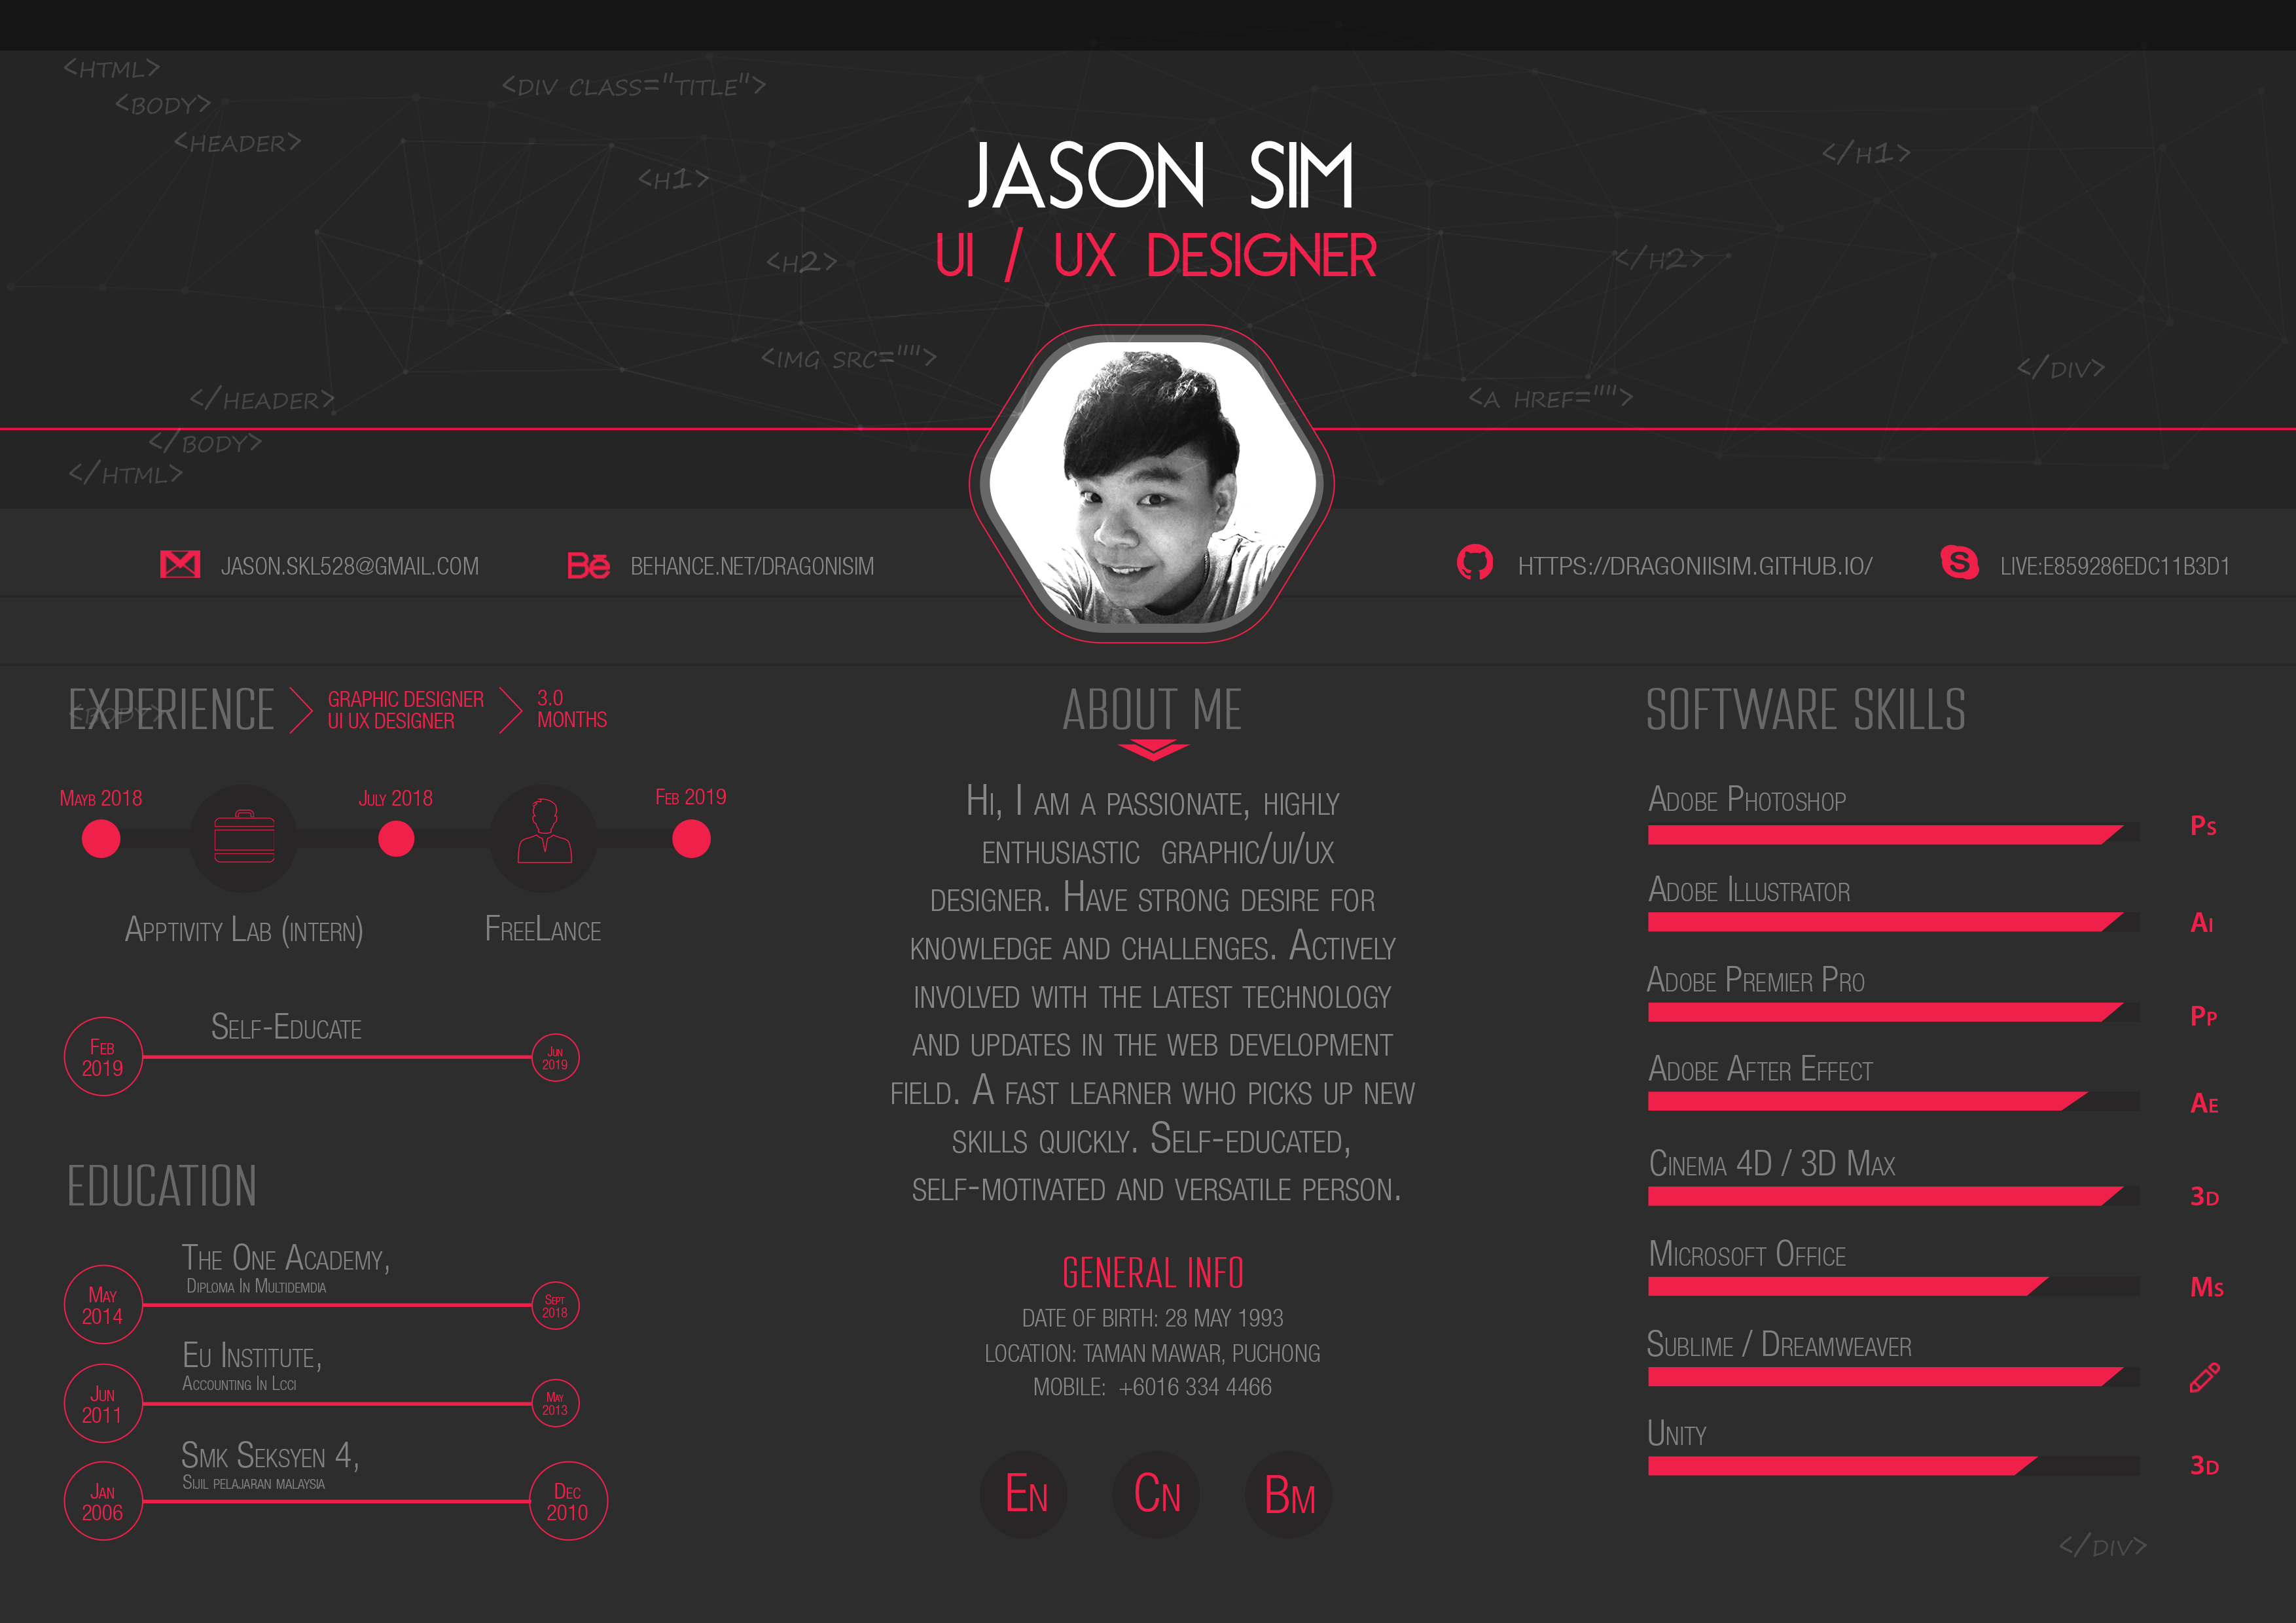 <HTML>
<BODY>
<HEADER>
<DIV CLASS="TITLE">
<H1>
<H2>
<IMG SRC="">
</HEADER>
</BODY>
</HTML>
JASON SIM
UI / UX DESIGNER
</H1>
</H2>
<A HREF="">
</DIV>
JASON.SKL528@GMAIL.COM
Bē BEHANCE.NET/DRAGONISIM
HTTPS://DRAGONIISIM.GITHUB.IO/
S LIVE:E859286EDC11B3D1
EXPERIENCE
<BODY>
GRAPHIC DESIGNER
UI UX DESIGNER
3.0
MONTHS
Mayb 2018
July 2018
Feb 2019
Apptivity Lab (intern)
FreeLance
Self-Educate
Feb
2019
Jun
2019
EDUCATION
The One Academy,
Diploma In Multidemdia
May
2014
Sept
2018
Eu Institute,
Accounting In Lcci
Jun
2011
May
2013
Smk Seksyen 4,
Sijil pelajaran malaysia
Jan
2006
Dec
2010
ABOUT ME
Hi, I am a passionate, highly
enthusiastic graphic/ui/ux
designer. Have strong desire for
knowledge and challenges. Actively
involved with the latest technology
and updates in the web development
field. A fast learner who picks up new
skills quickly. Self-educated,
self-motivated and versatile person.
GENERAL INFO
DATE OF BIRTH: 28 MAY 1993
LOCATION: TAMAN MAWAR, PUCHONG
MOBILE: +6016 334 4466
En Cn Bm
SOFTWARE SKILLS
Adobe Photoshop
Ps
Adobe Illustrator
Ai
Adobe Premier Pro
Pp
Adobe After Effect
Ae
Cinema 4D / 3D Max
3D
Microsoft Office
Ms
Sublime / Dreamweaver
Unity
3D
</DIV>